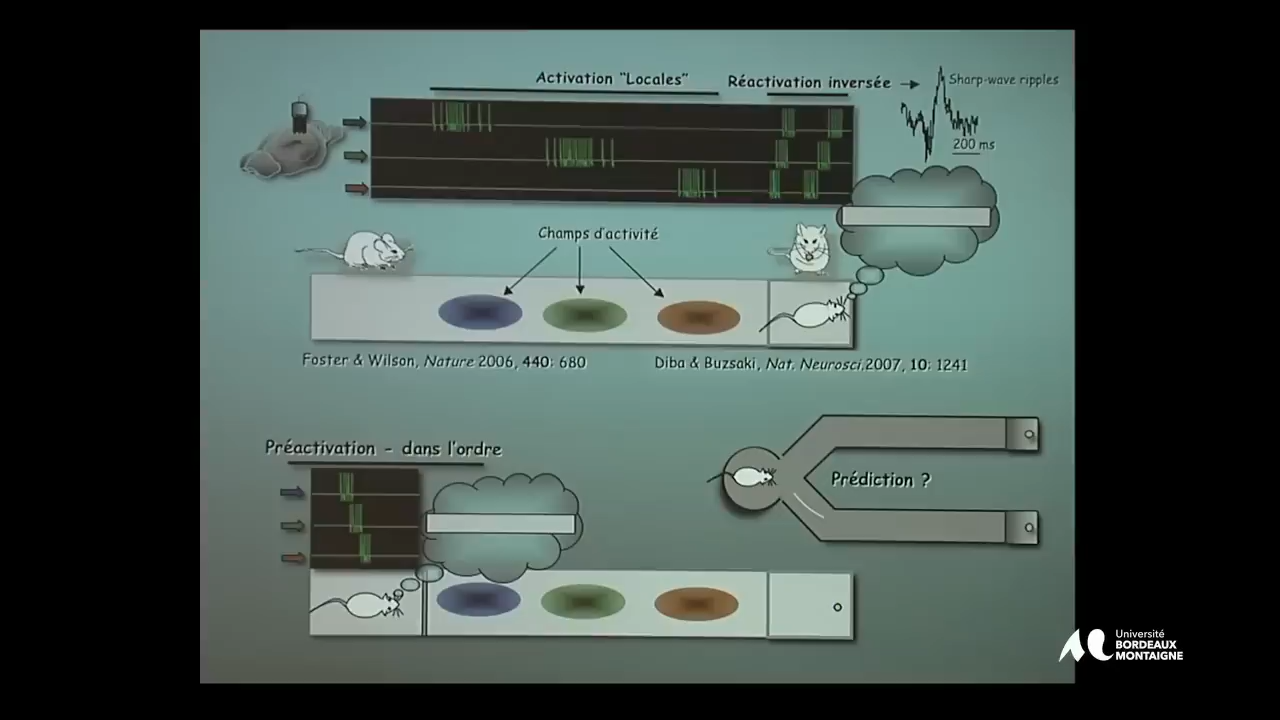 Activation "Locales"
Réactivation inversée
Sharp-wave ripples
200 ms
Champs d'activité
Foster & Wilson, Nature 2006, 440: 680
Diba & Buzsaki, Nat. Neurosci.2007, 10: 1241
Préactivation - dans l'ordre
Prédiction ?
Université
BORDEAUX
MONTAIGNE